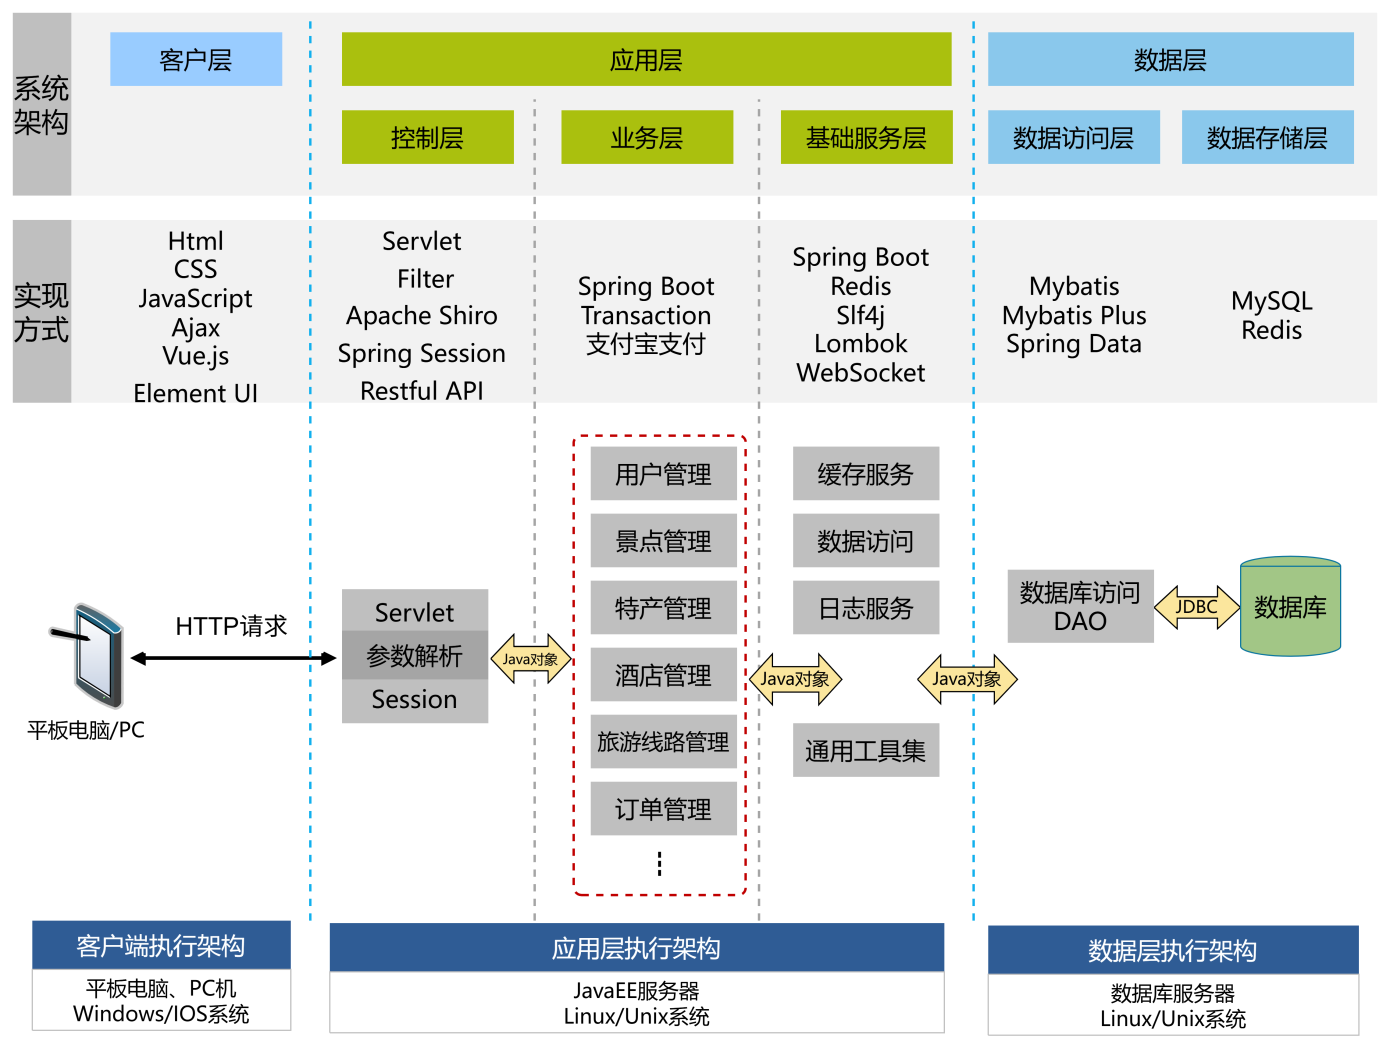 系统
架构
客户层
应用层
数据层
控制层
业务层
基础服务层
数据访问层
数据存储层
实现
方式
Html
CSS
JavaScript
Ajax
Vue.js
Element UI
Servlet
Filter
Apache Shiro
Spring Session
Restful API
Spring Boot
Transaction
支付宝支付
Spring Boot
Redis
Slf4j
Lombok
WebSocket
Mybatis
Mybatis Plus
Spring Data
MySQL
Redis
平板电脑/PC
HTTP请求
Servlet
参数解析
Session
Java对象
用户管理
景点管理
特产管理
酒店管理
旅游线路管理
订单管理
Java对象
缓存服务
数据访问
日志服务
通用工具集
Java对象
数据库访问
DAO
JDBC
数据库
客户端执行架构
平板电脑、PC机
Windows/IOS系统
应用层执行架构
JavaEE服务器
Linux/Unix系统
数据层执行架构
数据库服务器
Linux/Unix系统